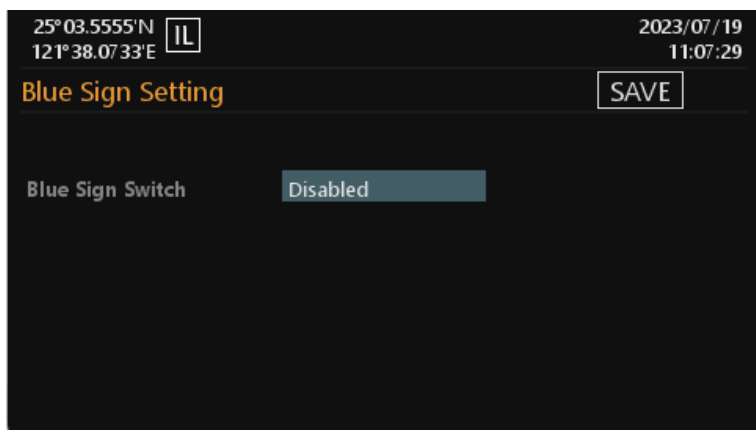 25°03.5555'N IL 2023/07/19
121°38.0733'E 11:07:29
Blue Sign Setting SAVE
Blue Sign Switch Disabled